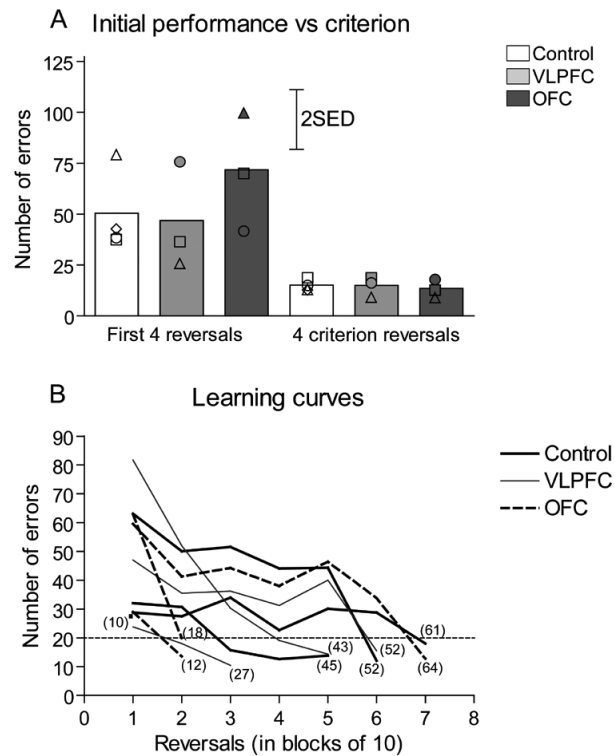 A Initial performance vs criterion
Control
VLPFC
OFC
125
100
75
50
25
0
Number of errors
2SED
First 4 reversals 4 criterion reversals
B Learning curves
Control
VLPFC
OFC
90
80
70
60
50
40
30
20
10
0
Number of errors
(10)
(18)
(12)
(27)
(43)
(45)
(52)
(52)
(61)
(64)
0 1 2 3 4 5 6 7 8
Reversals (in blocks of 10)